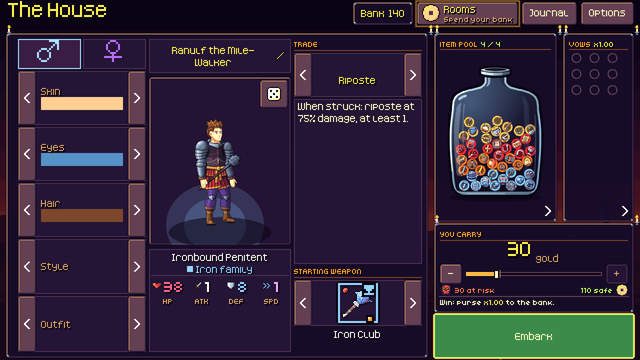 The House
Bank 140
Rooms
Spend your bank
Journal
Options
Skin
Eyes
Hair
Style
Outfit
Ranulf the Mile-
Walker
Ironbound Penitent
Iron family
38
1
8
1
HP
ATK
DEF
SPD
TRADE
Riposte
When struck: riposte at
75% damage, at least 1.
STARTING WEAPON
Iron Club
ITEM POOL 4/4
VOWS x1.00
YOU CARRY
30
gold
30 at risk
110 safe
Win: purse x1.00 to the bank.
Embark